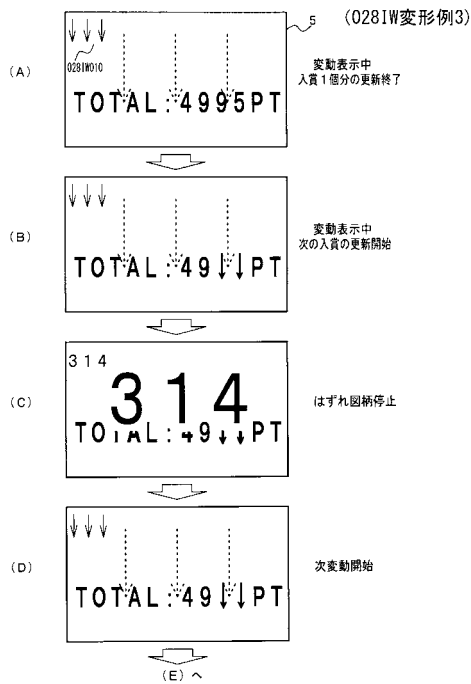 5 (028IW変形例3)
(A)
028IW010
TOTAL:4995PT
変動表示中
入賞1個分の更新終了
(B)
TOTAL:49↓↓PT
変動表示中
次の入賞の更新開始
(C)
314
314
TOTAL:49↓↓PT
はずれ図柄停止
(D)
TOTAL:49↓↓PT
次変動開始
(E)へ